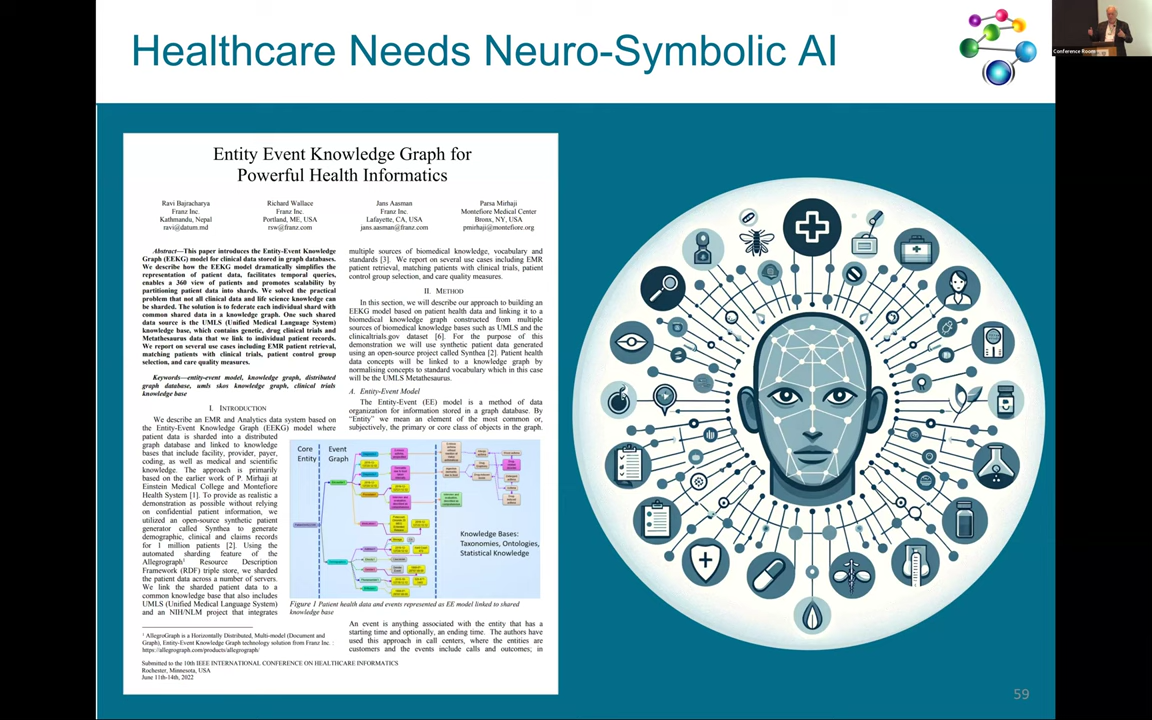 Healthcare Needs Neuro-Symbolic AI
Conference Room
Entity Event Knowledge Graph for
Powerful Health Informatics
Ravi Bajracharya
Franz Inc.
Kathmandu, Nepal
ravi@datum.md
Richard Wallace
Franz Inc.
Portland, ME, USA
rsw@franz.com
Jans Aasman
Franz Inc.
Lafayette, CA, USA
jans.aasman@franz.com
Parsa Mirhaji
Montefiore Medical Center
Bronx, NY, USA
pmirhaji@montefiore.org
Abstract—This paper introduces the Entity-Event Knowledge
Graph (EEKG) model for clinical data stored in graph databases.
We describe how the EEKG model dramatically simplifies the
representation of patient data, facilitates temporal queries,
enables a 360 view of patients and promotes scalability by
partitioning patient data into shards. We solved the practical
problem that not all clinical data and life science knowledge can
be sharded. The solution is to federate each individual shard with
common shared data in a knowledge graph. One such shared
data source is the UMLS (Unified Medical Language System)
knowledge base, which contains genetic, drug clinical trials and
Metathesaurus data that we link to individual patient records.
We report on several use cases including EMR patient retrieval,
matching patients with clinical trials, patient control group
selection, and care quality measures.
Keywords—entity-event model, knowledge graph, distributed
graph database, umls skos knowledge graph, clinical trials
knowledge base
I. INTRODUCTION
We describe an EMR and Analytics data system based on
the Entity-Event Knowledge Graph (EEKG) model where
patient data is sharded into a distributed
graph database and linked to knowledge
bases that include facility, provider, payer,
coding, as well as medical and scientific
knowledge. The approach is primarily
based on the earlier work of P. Mirhaji at
Einstein Medical College and Montefiore
Health System [1]. To provide as realistic a
demonstration as possible without relying
on confidential patient information, we
utilized an open-source synthetic patient
generator called Synthea to generate
demographic, clinical and claims records
for 1 million patients [2]. Using the
automated sharding feature of the
Allegrograph¹ Resource Description
Framework (RDF) triple store, we sharded
the patient data across a number of servers.
We link the sharded patient data to a
common knowledge base that also includes
UMLS (Unified Medical Language System)
and an NIH/NLM project that integrates
¹ AllegroGraph is a Horizontally Distributed, Multi-model (Document and
Graph), Entity-Event Knowledge Graph technology solution from Franz Inc. :
https://allegrograph.com/products/allegrograph/
multiple sources of biomedical knowledge, vocabulary and
standards [3]. We report on several use cases including EMR
patient retrieval, matching patients with clinical trials, patient
control group selection, and care quality measures.
II. METHOD
In this section, we will describe our approach to building an
EEKG model based on patient health data and linking it to a
biomedical knowledge graph constructed from multiple
sources of biomedical knowledge bases such as UMLS and the
clinicaltrials.gov dataset [6]. For the purpose of this
demonstration we will use synthetic patient data generated
using an open-source project called Synthea [2]. Patient health
data concepts will be linked to a knowledge graph by
normalising concepts to standard vocabulary which in this case
will be the UMLS Metathesaurus.
A. Entity-Event Model
The Entity-Event (EE) model is a method of data
organization for information stored in a graph database. By
“Entity” we mean an element of the most common or,
subjectively, the primary or core class of objects in the graph.
Core
Entity
Event
Graph
Knowledge Bases:
Taxonomies, Ontologies,
Statistical Knowledge
Figure 1 Patient health data and events represented as EE model linked to shared
knowledge base
An event is anything associated with the entity that has a
starting time and optionally, an ending time. The authors have
used this approach in call centers, where the entities are
customers and the events include calls and outcomes; in
Submitted to the 10th IEEE INTERNATIONAL CONFERENCE ON HEALTHCARE INFORMATICS
Rochester, Minnesota, USA
June 11th-14th, 2022
59